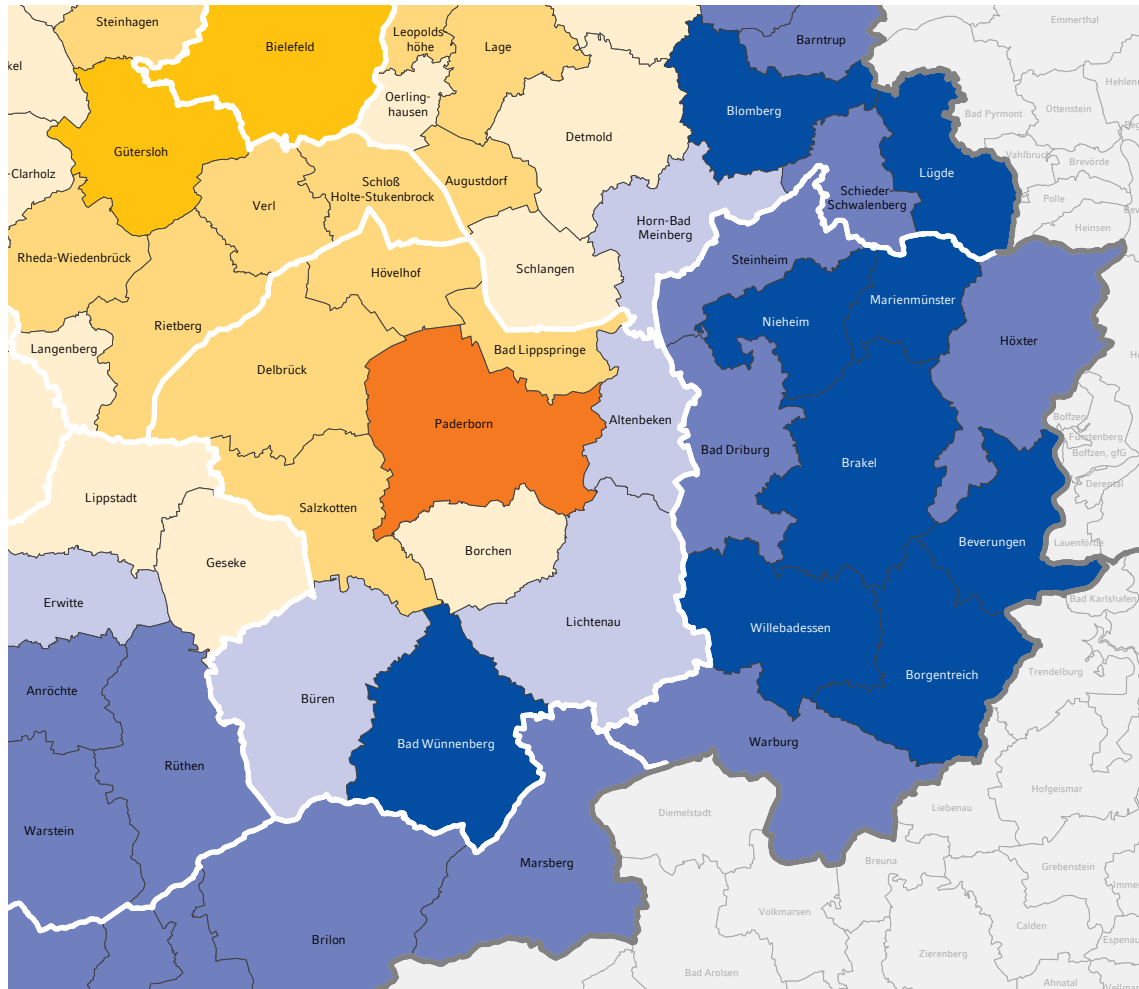 Steinhagen
Bielefeld
Leopolds
höhe
Lage
Barntrup
Emmerthal
kel
Oerling-
hausen
Blomberg
Hehlen
Bad Pyrmont
Ottenstein
Gütersloh
Detmold
Vahlbruch
Brevörde
-Clarholz
Verl
Schloß
Holte-Stukenbrock
Augustdorf
Schieder-
Schwalenberg
Lügde
Polle
Heinsen
Horn-Bad
Meinberg
Rheda-Wiedenbrück
Hövelhof
Schlangen
Steinheim
Marienmünster
Nieheim
Rietberg
Langenberg
Höxter
Delbrück
Bad Lippspringe
Paderborn
Altenbeken
Bad Driburg
Brakel
Boffzen
Fürstenberg
Boffzen, gfG
Derental
Lippstadt
Salzkotten
Borchen
Geseke
Beverungen
Lauenförde
Erwitte
Lichtenau
Willebadessen
Bad Karlshafen
Borgentreich
Trendelburg
Anröchte
Büren
Bad Wünnenberg
Warburg
Rüthen
Hofgeismar
Diemelstadt
Liebenau
Warstein
Marsberg
Breuna
Grebenstein
Volkmarsen
Calden
Brilon
Zierenberg
Espenau
Bad Arolsen
Ahnatal